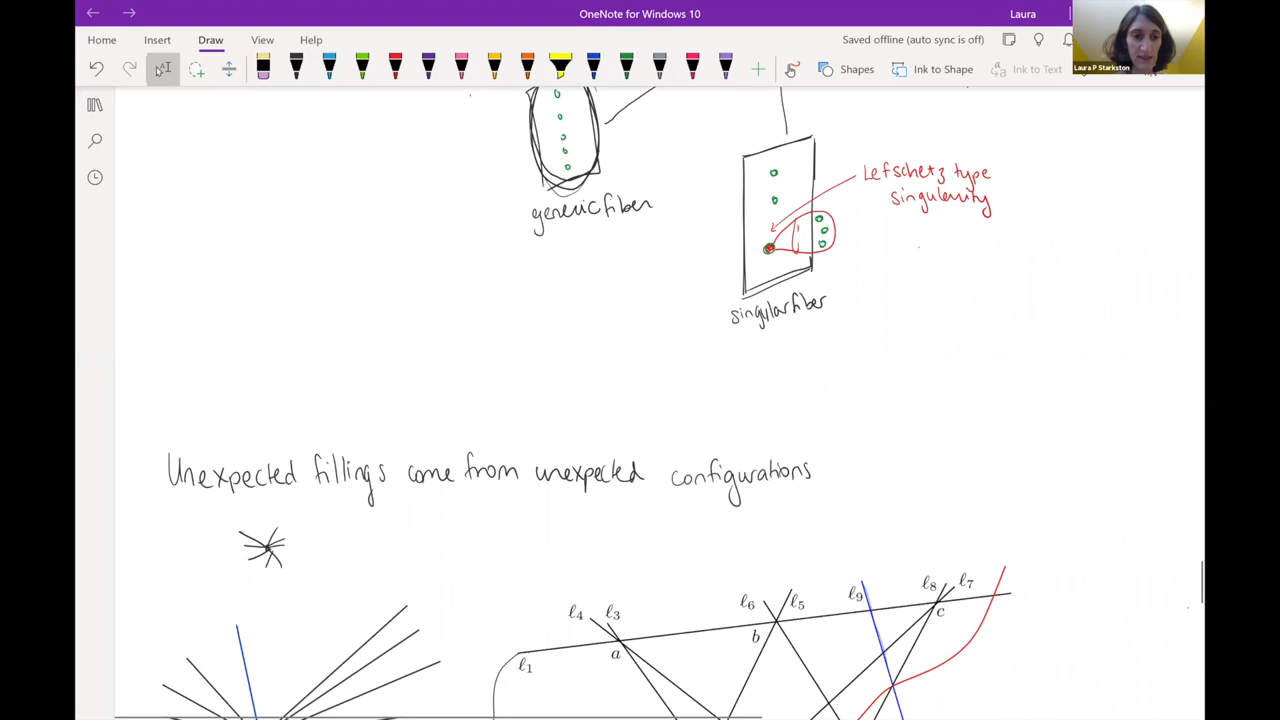 OneNote for Windows 10
Laura
Home
Insert
Draw
View
Help
Saved offline (auto sync is off)
Shapes
Ink to Shape
Ink to Text
Laura P Starkston
Lefschetz type
singularity
generic fiber
singular fiber
Unexpected fillings come from unexpected configurations
ℓ4 ℓ3
ℓ6 ℓ5
ℓ9
ℓ8 ℓ7
ℓ1
a
b
c